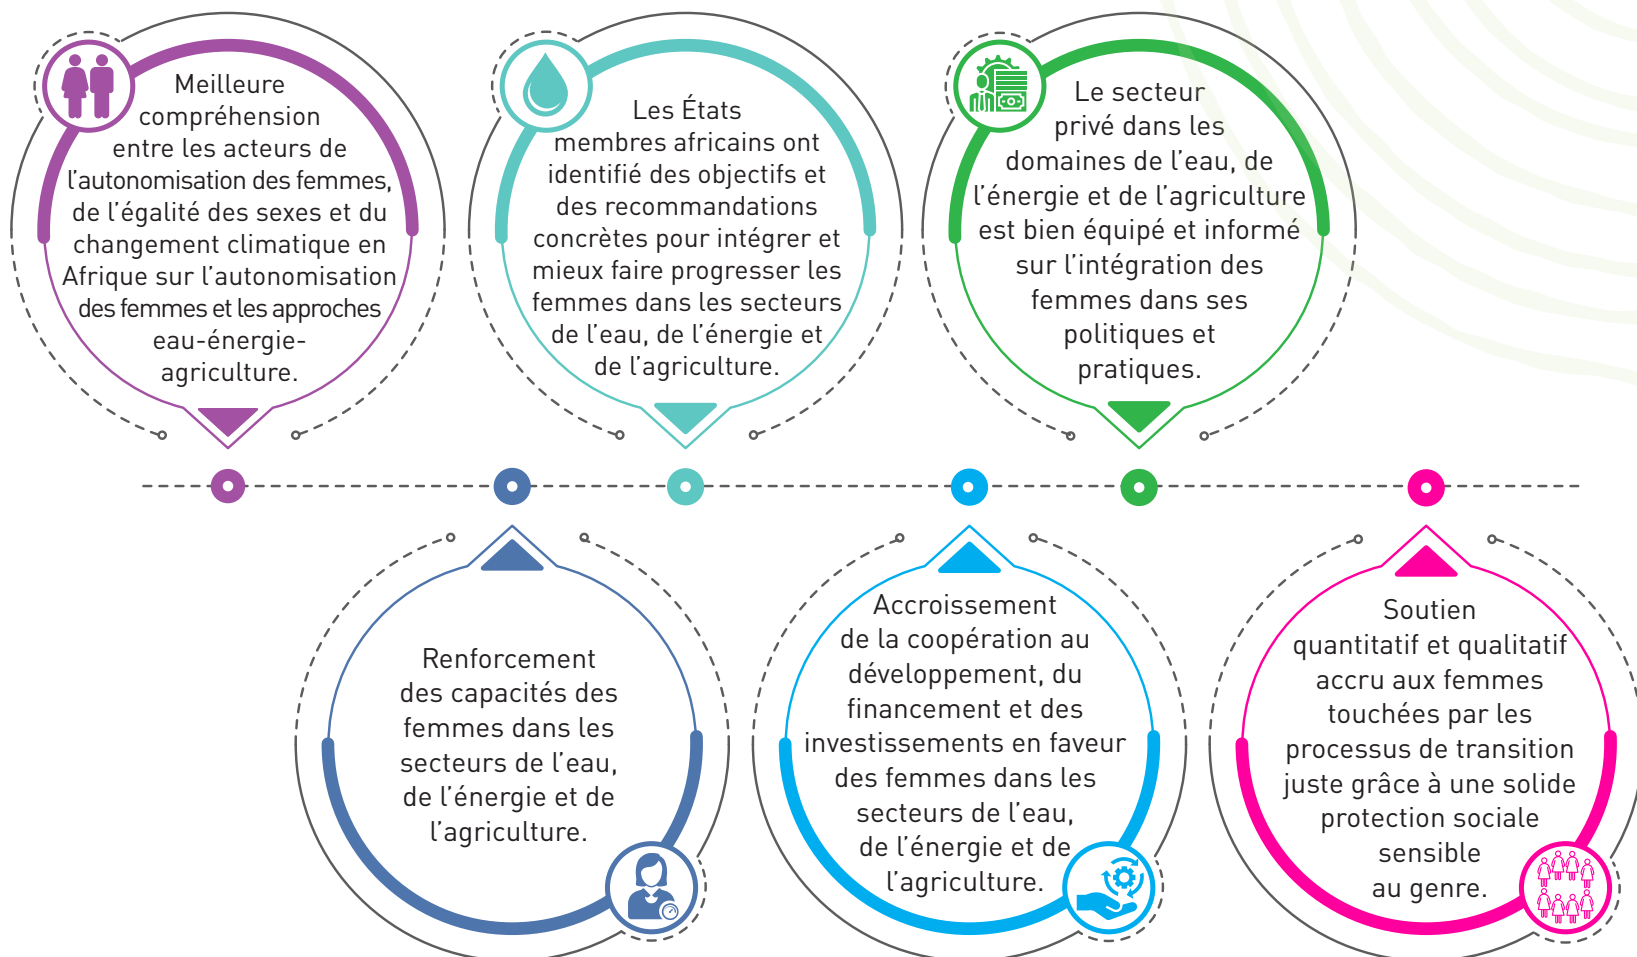 Meilleure
compréhension
entre les acteurs de
l’autonomisation des femmes,
de l’égalité des sexes et du
changement climatique en
Afrique sur l’autonomisation
des femmes et les approches
eau-énergie-
agriculture.
Les États
membres africains ont
identifié des objectifs et
des recommandations
concrètes pour intégrer et
mieux faire progresser les
femmes dans les secteurs
de l’eau, de l’énergie et
de l’agriculture.
Le secteur
privé dans les
domaines de l’eau, de
l’énergie et de l’agriculture
est bien équipé et informé
sur l’intégration des
femmes dans ses
politiques et
pratiques.
Renforcement
des capacités des
femmes dans les
secteurs de l’eau,
de l’énergie et de
l’agriculture.
Accroissement
de la coopération au
développement, du
financement et des
investissements en faveur
des femmes dans les
secteurs de l’eau,
de l’énergie et de
l’agriculture.
Soutien
quantitatif et qualitatif
accru aux femmes
touchées par les
processus de transition
juste grâce à une solide
protection sociale
sensible
au genre.